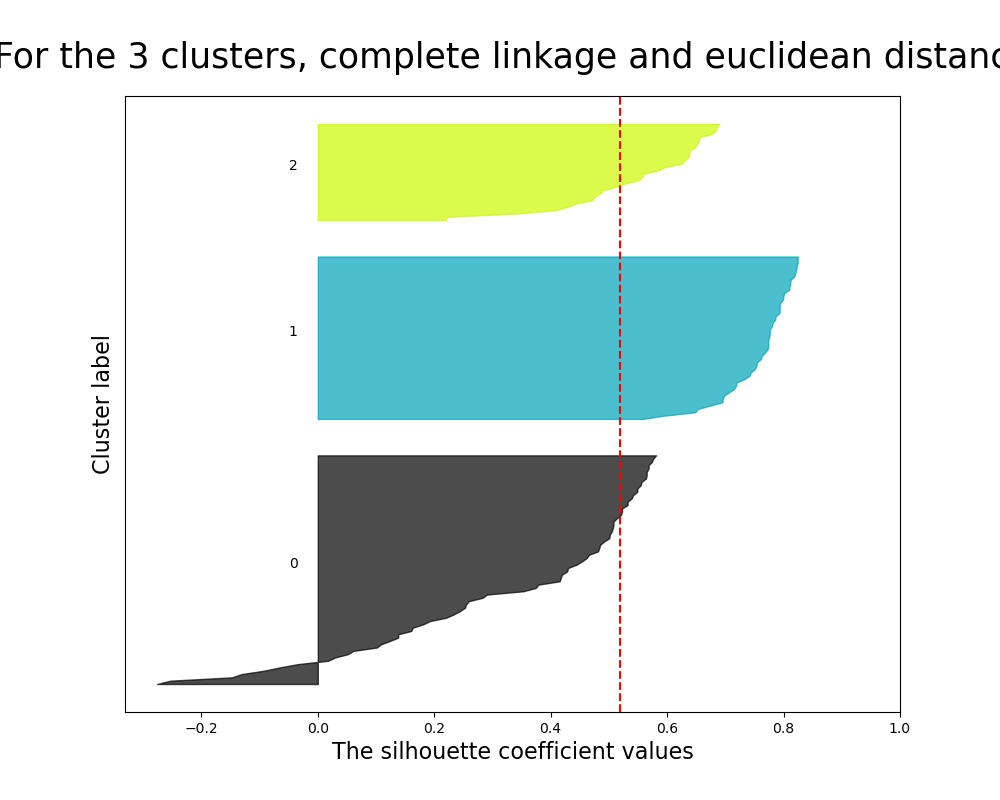 For the 3 clusters, complete linkage and euclidean distanc
2
1
0
Cluster label
−0.2 0.0 0.2 0.4 0.6 0.8 1.0
The silhouette coefficient values